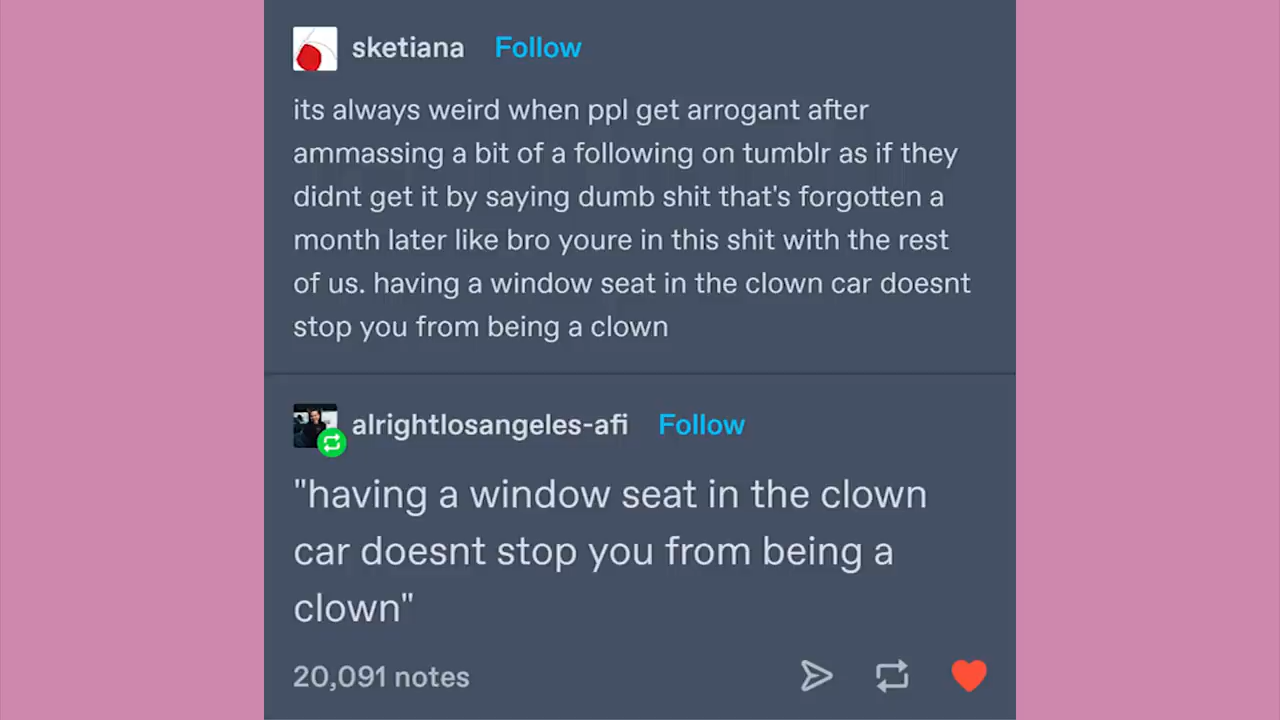 sketiana Follow
its always weird when ppl get arrogant after
ammassing a bit of a following on tumblr as if they
didnt get it by saying dumb shit that's forgotten a
month later like bro youre in this shit with the rest
of us. having a window seat in the clown car doesnt
stop you from being a clown
alrightlosangeles-afi Follow
"having a window seat in the clown
car doesnt stop you from being a
clown"
20,091 notes